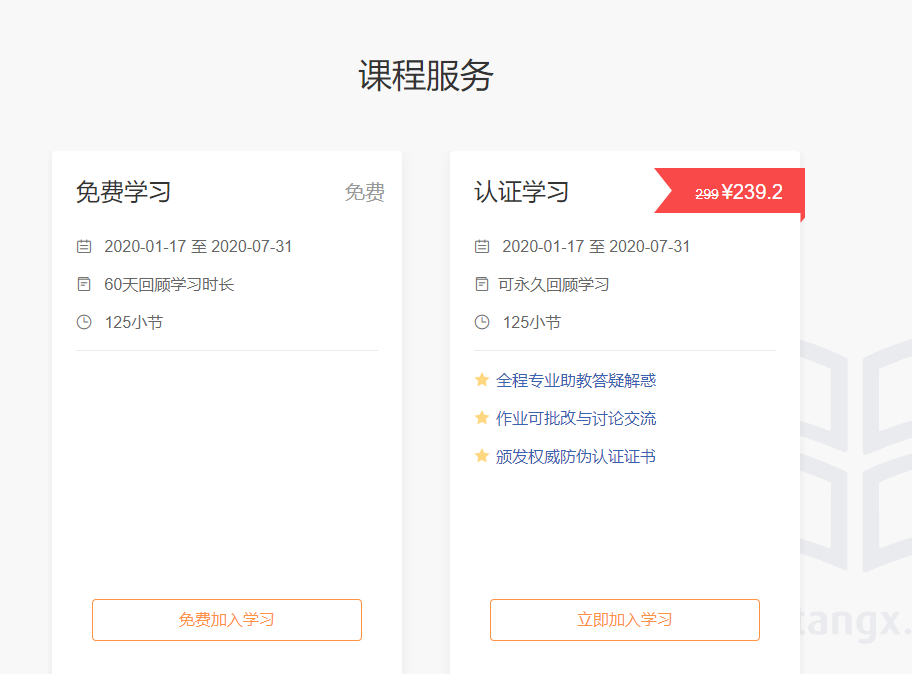 课程服务
免费学习
免费
2020-01-17 至 2020-07-31
60天回顾学习时长
125小节
免费加入学习
认证学习
299 ¥239.2
2020-01-17 至 2020-07-31
可永久回顾学习
125小节
全程专业助教答疑解惑
作业可批改与讨论交流
颁发权威防伪认证证书
立即加入学习
tangx.